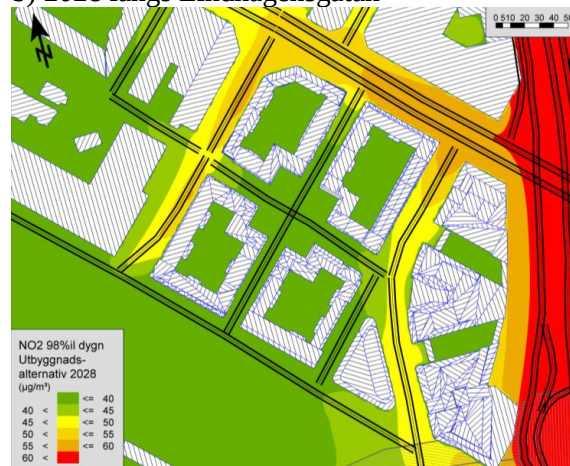 0 5 10 20 30 40 50
N
NO2 98%il dygn
Utbyggnads-
alternativ 2028
(µg/m³)
<= 40
40 < <= 45
45 < <= 50
50 < <= 55
55 < <= 60
60 <